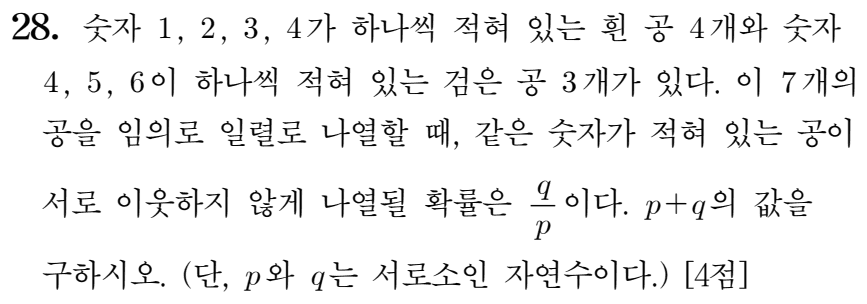 28. 숫자 1, 2, 3, 4가 하나씩 적혀 있는 흰 공 4개와 숫자
4, 5, 6이 하나씩 적혀 있는 검은 공 3개가 있다. 이 7개의
공을 임의로 일렬로 나열할 때, 같은 숫자가 적혀 있는 공이
서로 이웃하지 않게 나열될 확률은 q/p 이다. p+q의 값을
구하시오. (단, p와 q는 서로소인 자연수이다.) [4점]